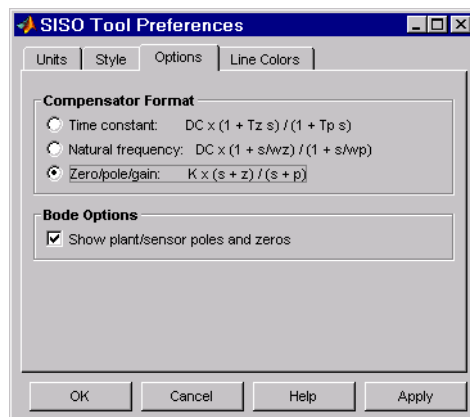 SISO Tool Preferences
Units Style Options Line Colors
Compensator Format
Time constant: DC x (1 + Tz s) / (1 + Tp s)
Natural frequency: DC x (1 + s/wz) / (1 + s/wp)
Zero/pole/gain: K x (s + z) / (s + p)
Bode Options
Show plant/sensor poles and zeros
OK Cancel Help Apply